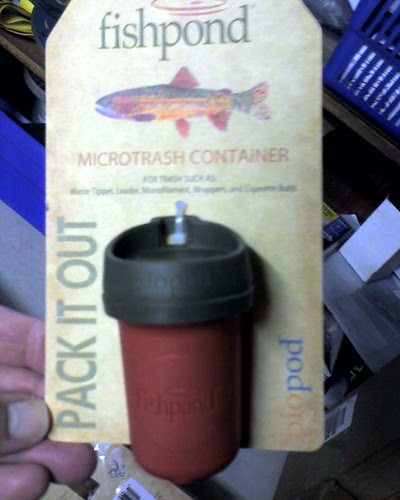 fishpond
MICROTRASH CONTAINER
FOR TRASH SUCH AS:
Waste Tippet, Leader, Monofilament, Wrappers, and Cigarette Butts
PACK IT OUT
piopod
fishpond